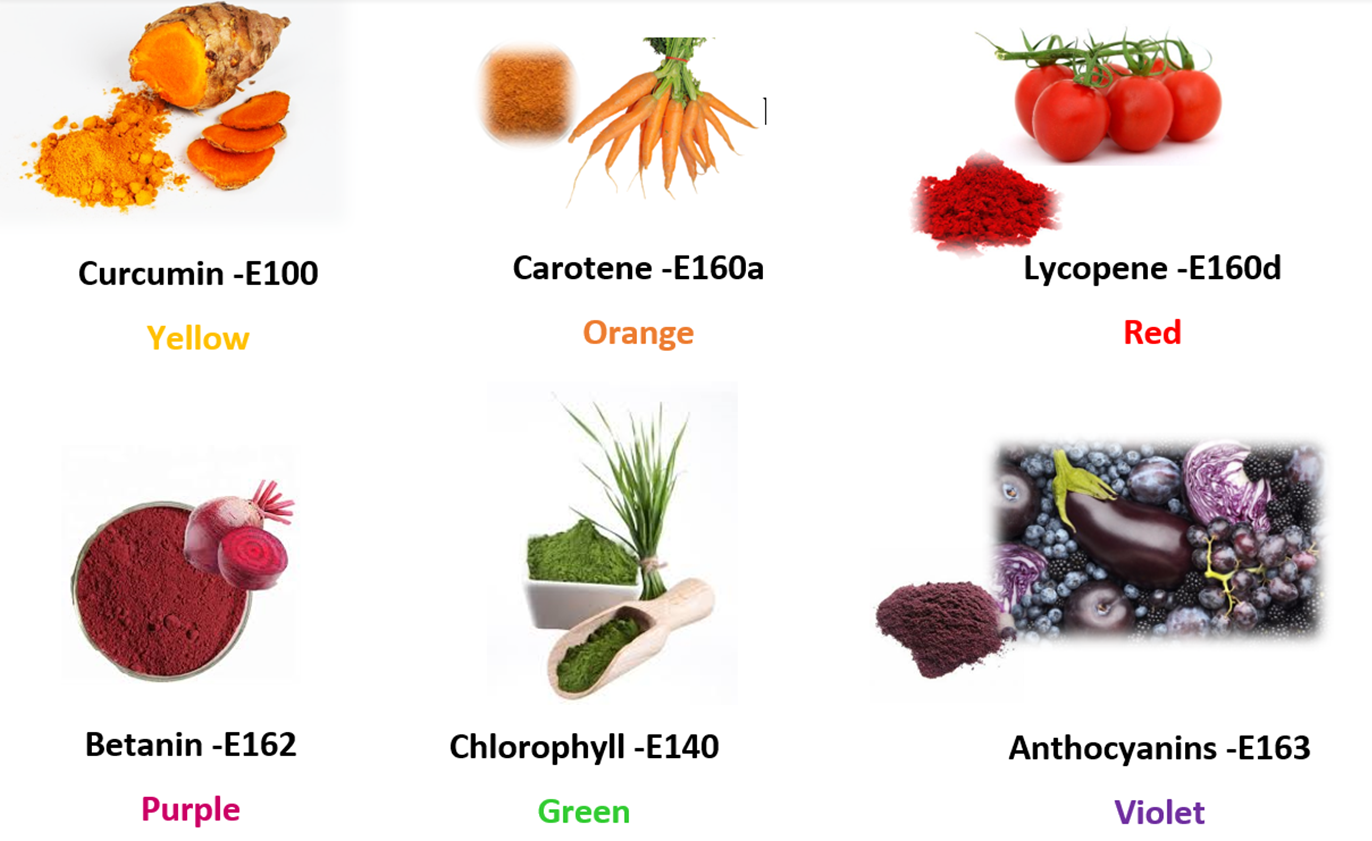 Curcumin -E100
Yellow
Carotene -E160a
Orange
Lycopene -E160d
Red
Betanin -E162
Purple
Chlorophyll -E140
Green
Anthocyanins -E163
Violet